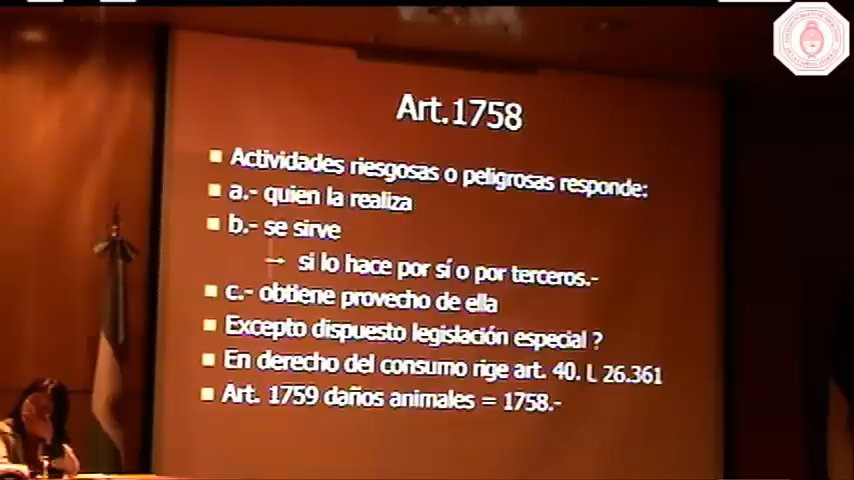 Art.1758
Actividades riesgosas o peligrosas responde:
a.- quien la realiza
b.- se sirve
→ si lo hace por sí o por terceros.-
c.- obtiene provecho de ella
Excepto dispuesto legislación especial ?
En derecho del consumo rige art. 40. L 26.361
Art. 1759 daños animales = 1758.-